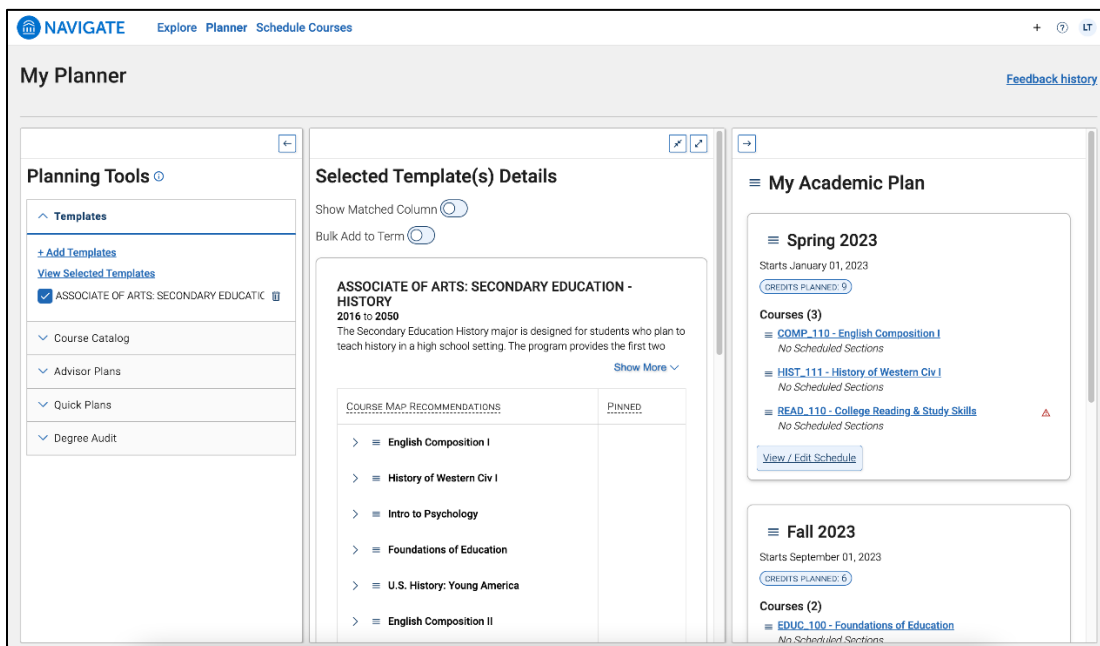 NAVIGATE Explore Planner Schedule Courses + ? LT
My Planner
Feedback history
Planning Tools
Templates
+ Add Templates
View Selected Templates
ASSOCIATE OF ARTS: SECONDARY EDUCATIC
Course Catalog
Advisor Plans
Quick Plans
Degree Audit
Selected Template(s) Details
Show Matched Column
Bulk Add to Term
ASSOCIATE OF ARTS: SECONDARY EDUCATION -
HISTORY
2016 to 2050
The Secondary Education History major is designed for students who plan to
teach history in a high school setting. The program provides the first two
Show More
COURSE MAP RECOMMENDATIONS PINNED
English Composition I
History of Western Civ I
Intro to Psychology
Foundations of Education
U.S. History: Young America
English Composition II
My Academic Plan
Spring 2023
Starts January 01, 2023
CREDITS PLANNED: 9
Courses (3)
COMP_110 - English Composition I
No Scheduled Sections
HIST_111 - History of Western Civ I
No Scheduled Sections
READ_110 - College Reading & Study Skills
No Scheduled Sections
View / Edit Schedule
Fall 2023
Starts September 01, 2023
CREDITS PLANNED: 6
Courses (2)
EDUC_100 - Foundations of Education
No Scheduled Sections